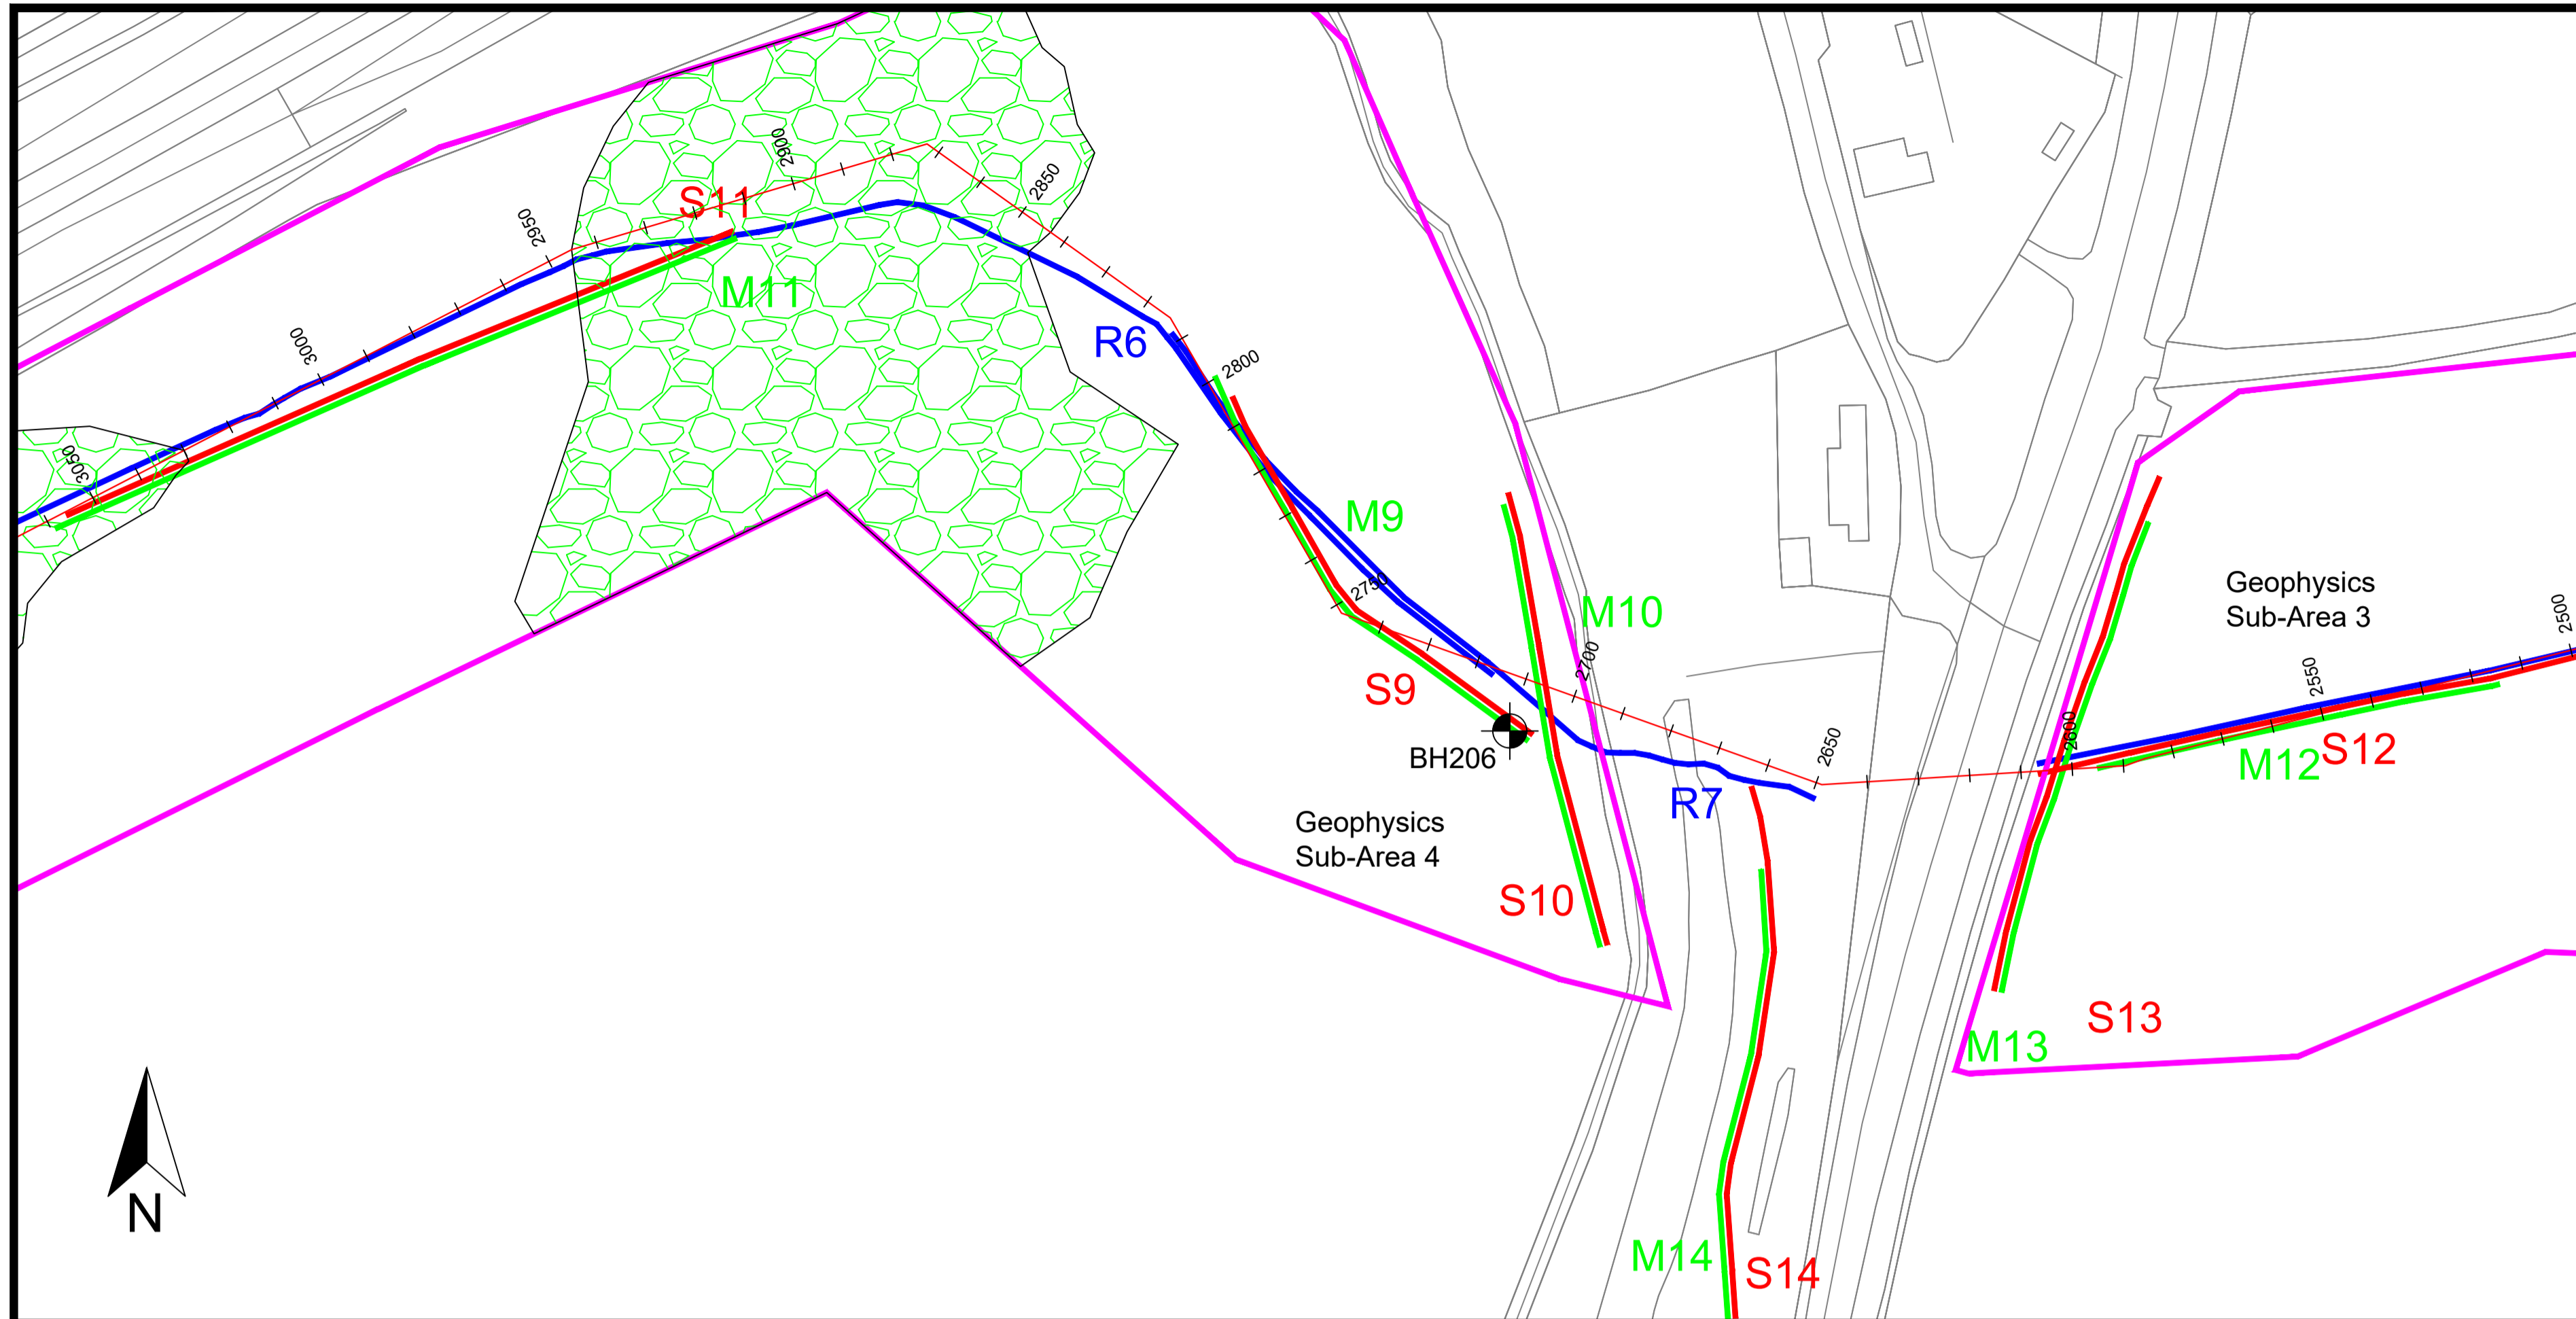 2900
2850
S11
2950
M11
3000
R6
2800
3050
M9
2750
M10
Geophysics
Sub-Area 3
2500
2700
S9
2550
2600
BH206
2650
M12
S12
R7
Geophysics
Sub-Area 4
S10
S13
M13
N
M14
S14